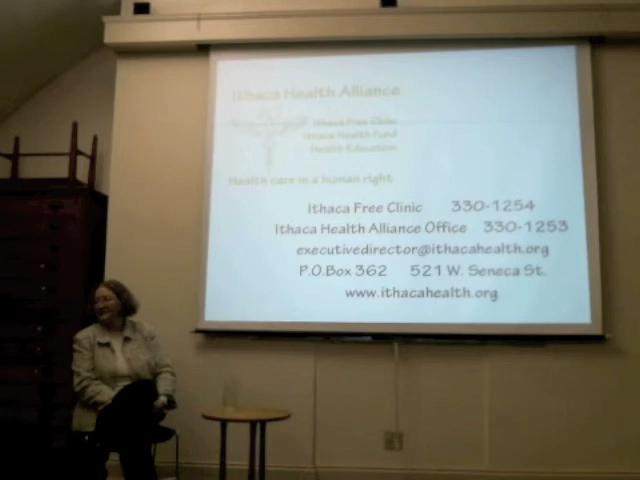 Ithaca Health Alliance
Ithaca Free Clinic
Ithaca Health Fund
Health Education
Health care is a human right
Ithaca Free Clinic 330-1254
Ithaca Health Alliance Office 330-1253
executivedirector@ithacahealth.org
P.O.Box 362 521 W. Seneca St.
www.ithacahealth.org